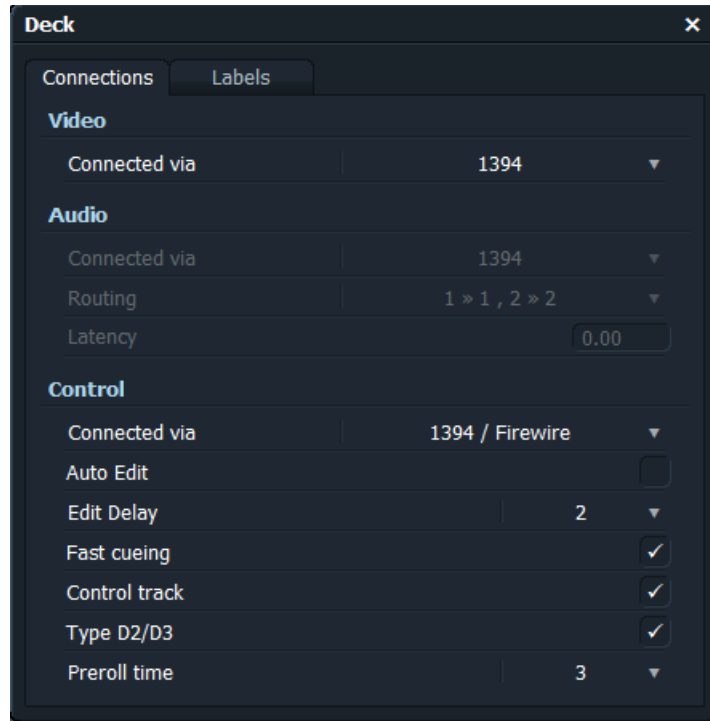 Deck
Connections Labels
Video
Connected via 1394
Audio
Connected via 1394
Routing 1 » 1 , 2 » 2
Latency 0.00
Control
Connected via 1394 / Firewire
Auto Edit
Edit Delay 2
Fast cueing
Control track
Type D2/D3
Preroll time 3